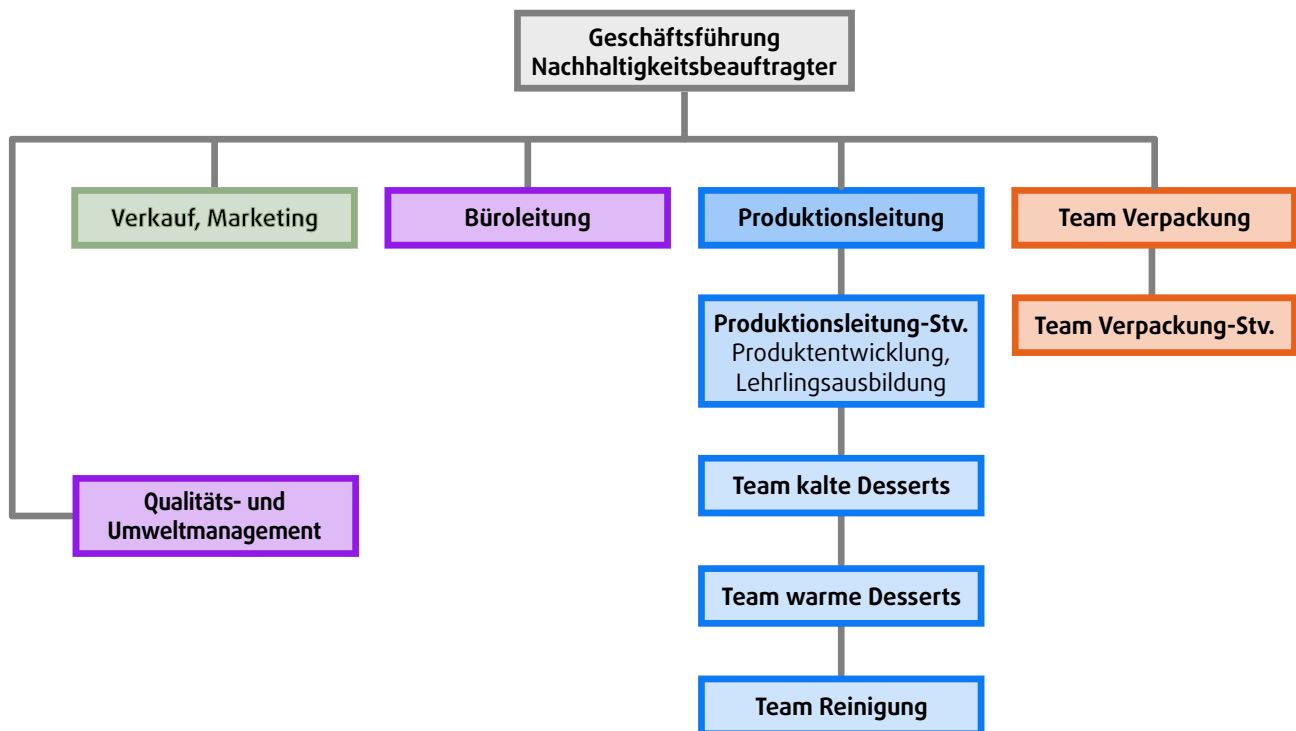 Geschäftsführung
Nachhaltigkeitsbeauftragter
Verkauf, Marketing
Büroleitung
Produktionsleitung
Team Verpackung
Produktionsleitung-Stv.
Produktentwicklung,
Lehrlingsausbildung
Team Verpackung-Stv.
Qualitäts- und
Umweltmanagement
Team kalte Desserts
Team warme Desserts
Team Reinigung